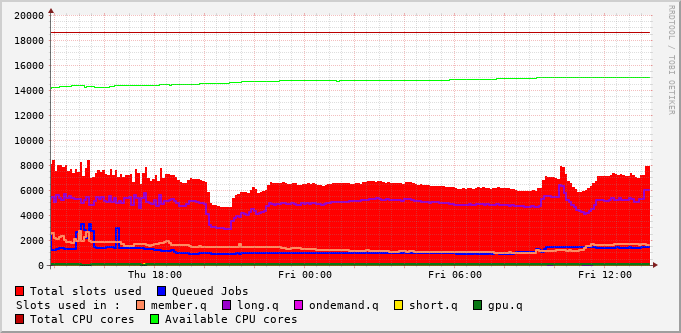 RRDTOOL / TOBI OETIKER
20000
18000
16000
14000
12000
10000
8000
6000
4000
2000
0
Thu 18:00 Fri 00:00 Fri 06:00 Fri 12:00
Total slots used Queued Jobs
Slots used in : member.q long.q ondemand.q short.q gpu.q
Total CPU cores Available CPU cores